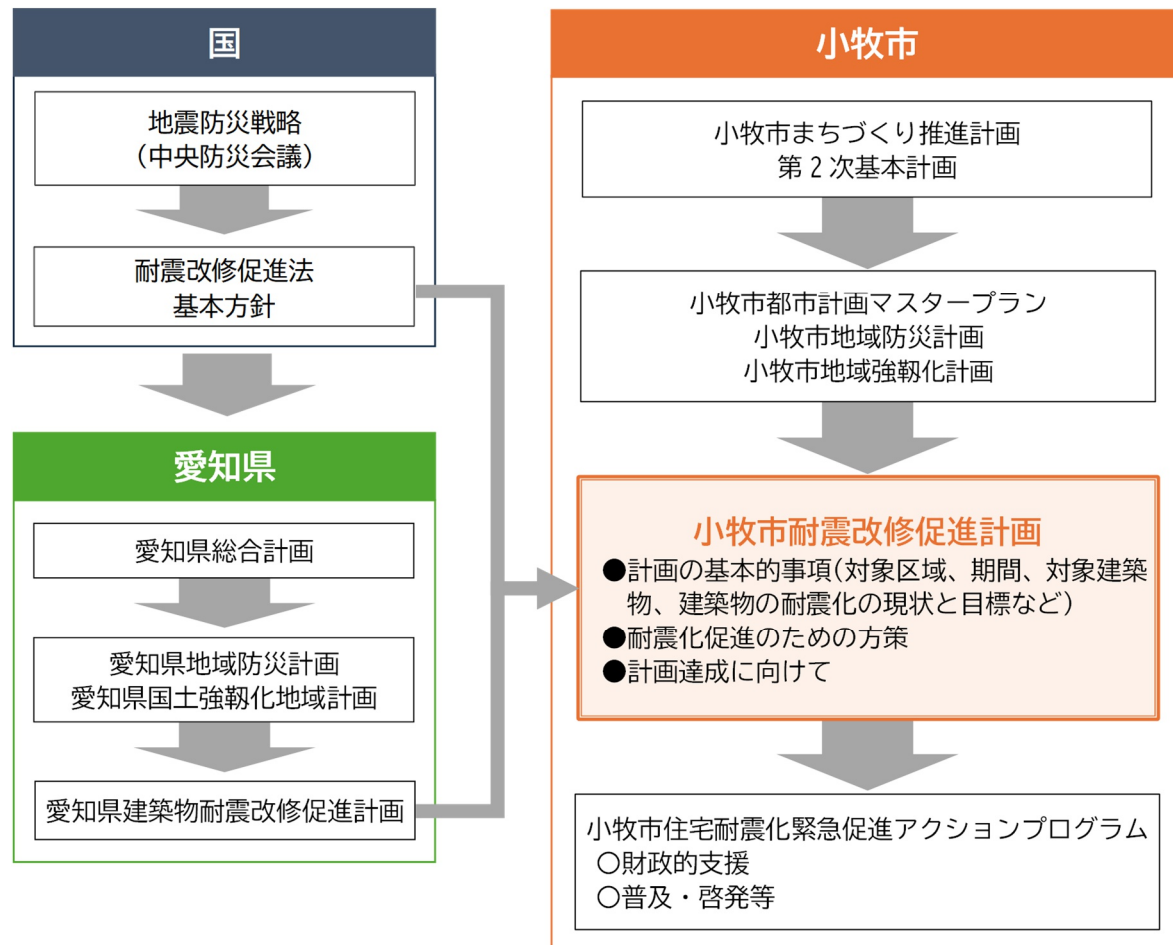 国
地震防災戦略
(中央防災会議)
耐震改修促進法
基本方針
愛知県
愛知県総合計画
愛知県地域防災計画
愛知県国土強靱化地域計画
愛知県建築物耐震改修促進計画
小牧市
小牧市まちづくり推進計画
第2次基本計画
小牧市都市計画マスタープラン
小牧市地域防災計画
小牧市地域強靱化計画
小牧市耐震改修促進計画
●計画の基本的事項(対象区域、期間、対象建築
物、建築物の耐震化の現状と目標など)
●耐震化促進のための方策
●計画達成に向けて
小牧市住宅耐震化緊急促進アクションプログラム
○財政的支援
○普及・啓発等